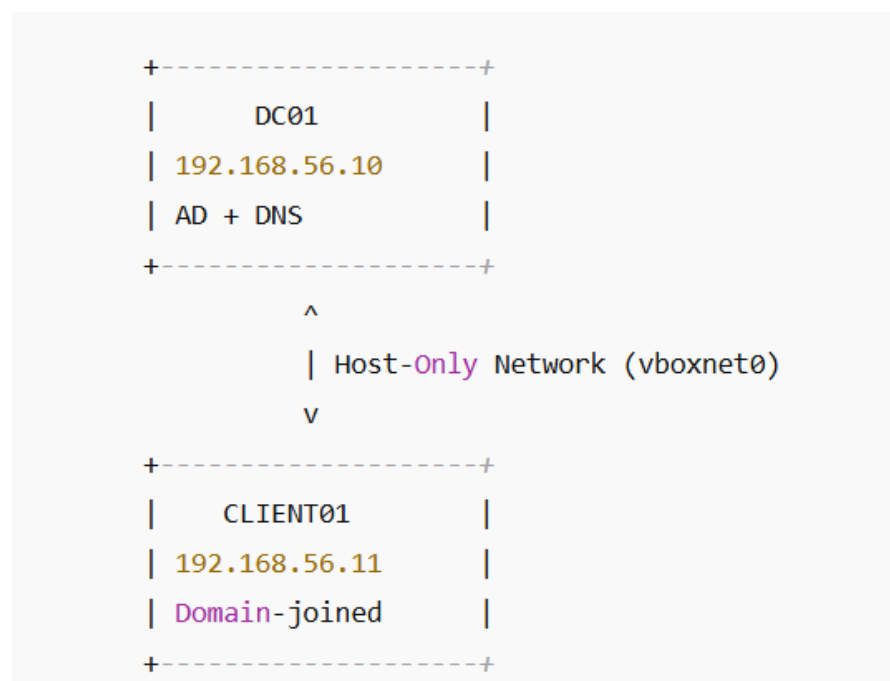 +--------------------+
| DC01 |
| 192.168.56.10 |
| AD + DNS |
+--------------------+
^
| Host-Only Network (vboxnet0)
v
+--------------------+
| CLIENT01 |
| 192.168.56.11 |
| Domain-joined |
+--------------------+